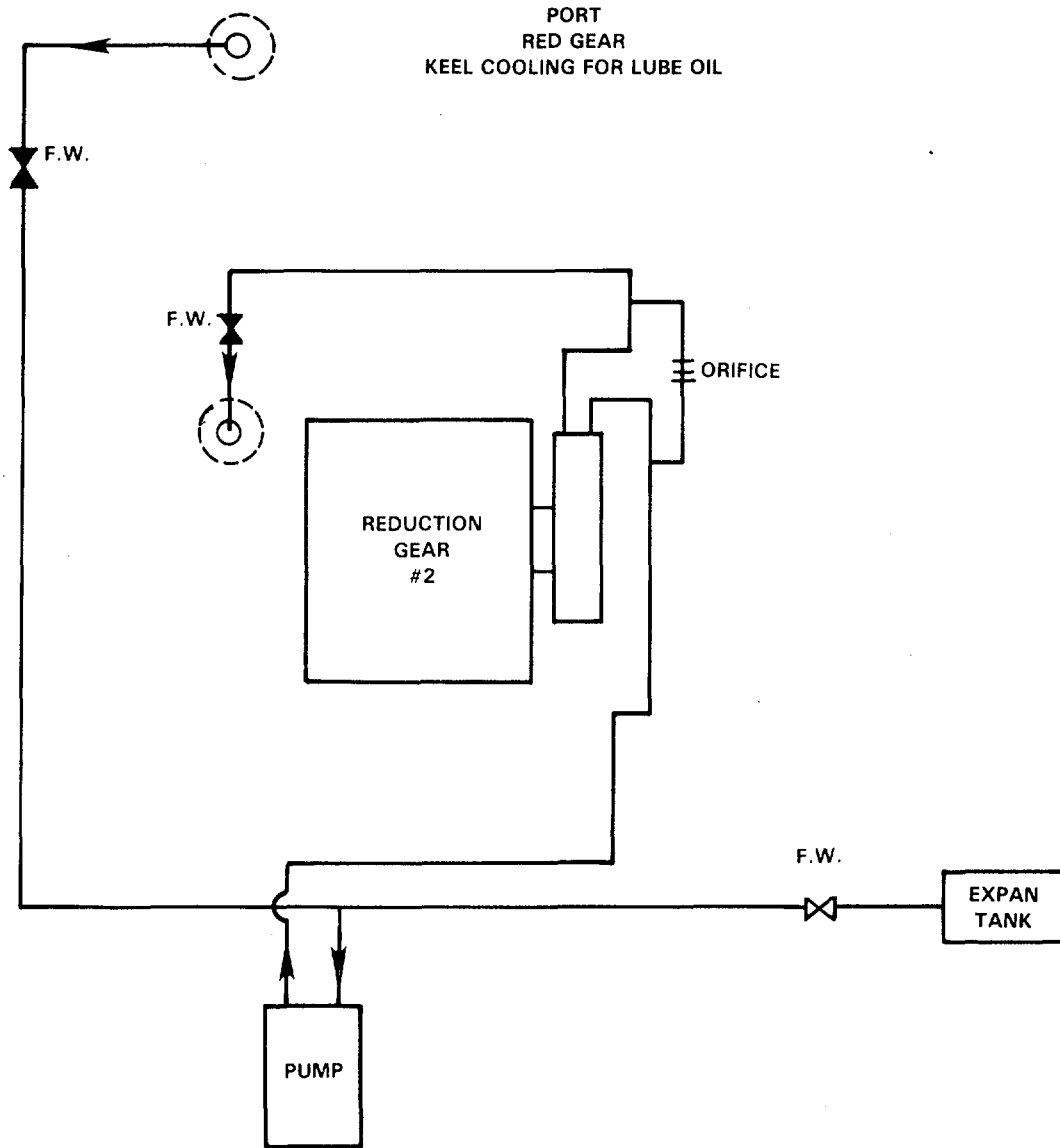 PORT
RED GEAR
KEEL COOLING FOR LUBE OIL
F.W.
F.W.
ORIFICE
REDUCTION
GEAR
#2
F.W.
EXPAN
TANK
PUMP